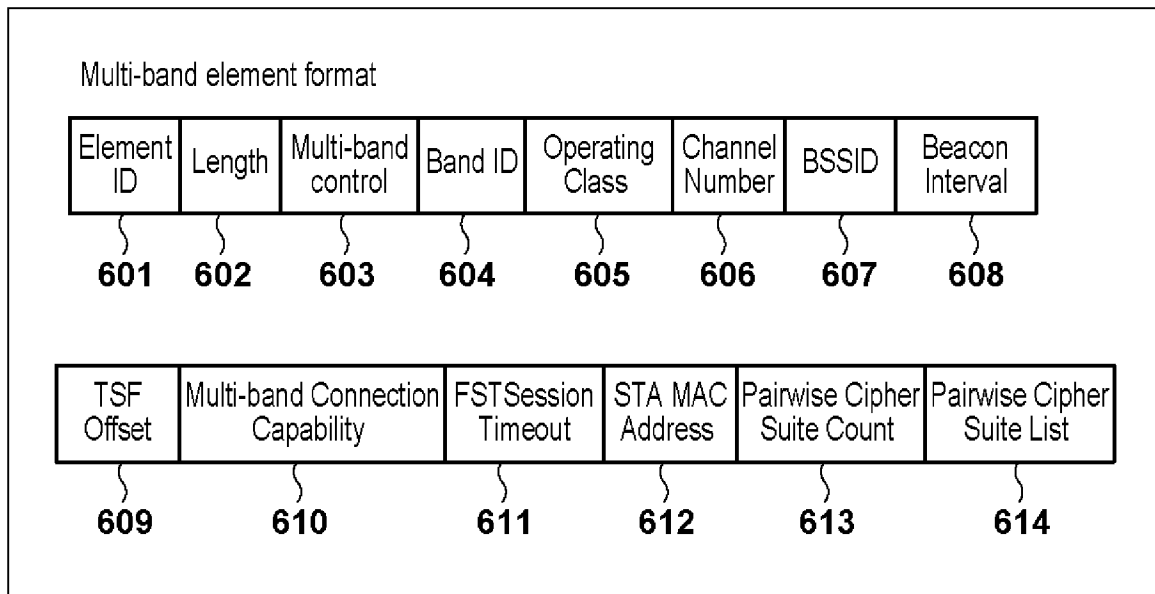 Multi-band element format
Element ID
Length
Multi-band control
Band ID
Operating Class
Channel Number
BSSID
Beacon Interval
601 602 603 604 605 606 607 608
TSF Offset
Multi-band Connection Capability
FSTSession Timeout
STA MAC Address
Pairwise Cipher Suite Count
Pairwise Cipher Suite List
609 610 611 612 613 614